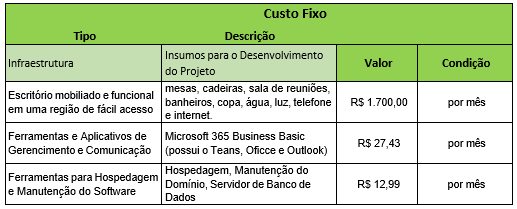 Custo Fixo
Tipo Descrição
Infraestrutura
Insumos para o Desenvolvimento
do Projeto
Valor
Condição
Escritório mobiliado e funcional
em uma região de fácil acesso
mesas, cadeiras, sala de reuniões,
banheiros, copa, água, luz, telefone
e internet.
R$ 1.700,00
por mês
Ferramentas e Aplicativos de
Gerencimento e Comunicação
Microsoft 365 Business Basic
(possui o Teans, Oficce e Outlook)
R$ 27,43
por mês
Ferramentas para Hospedagem
e Manutenção do Software
Hospedagem, Manutenção do
Domínio, Servidor de Banco de
Dados
R$ 12,99
por mês